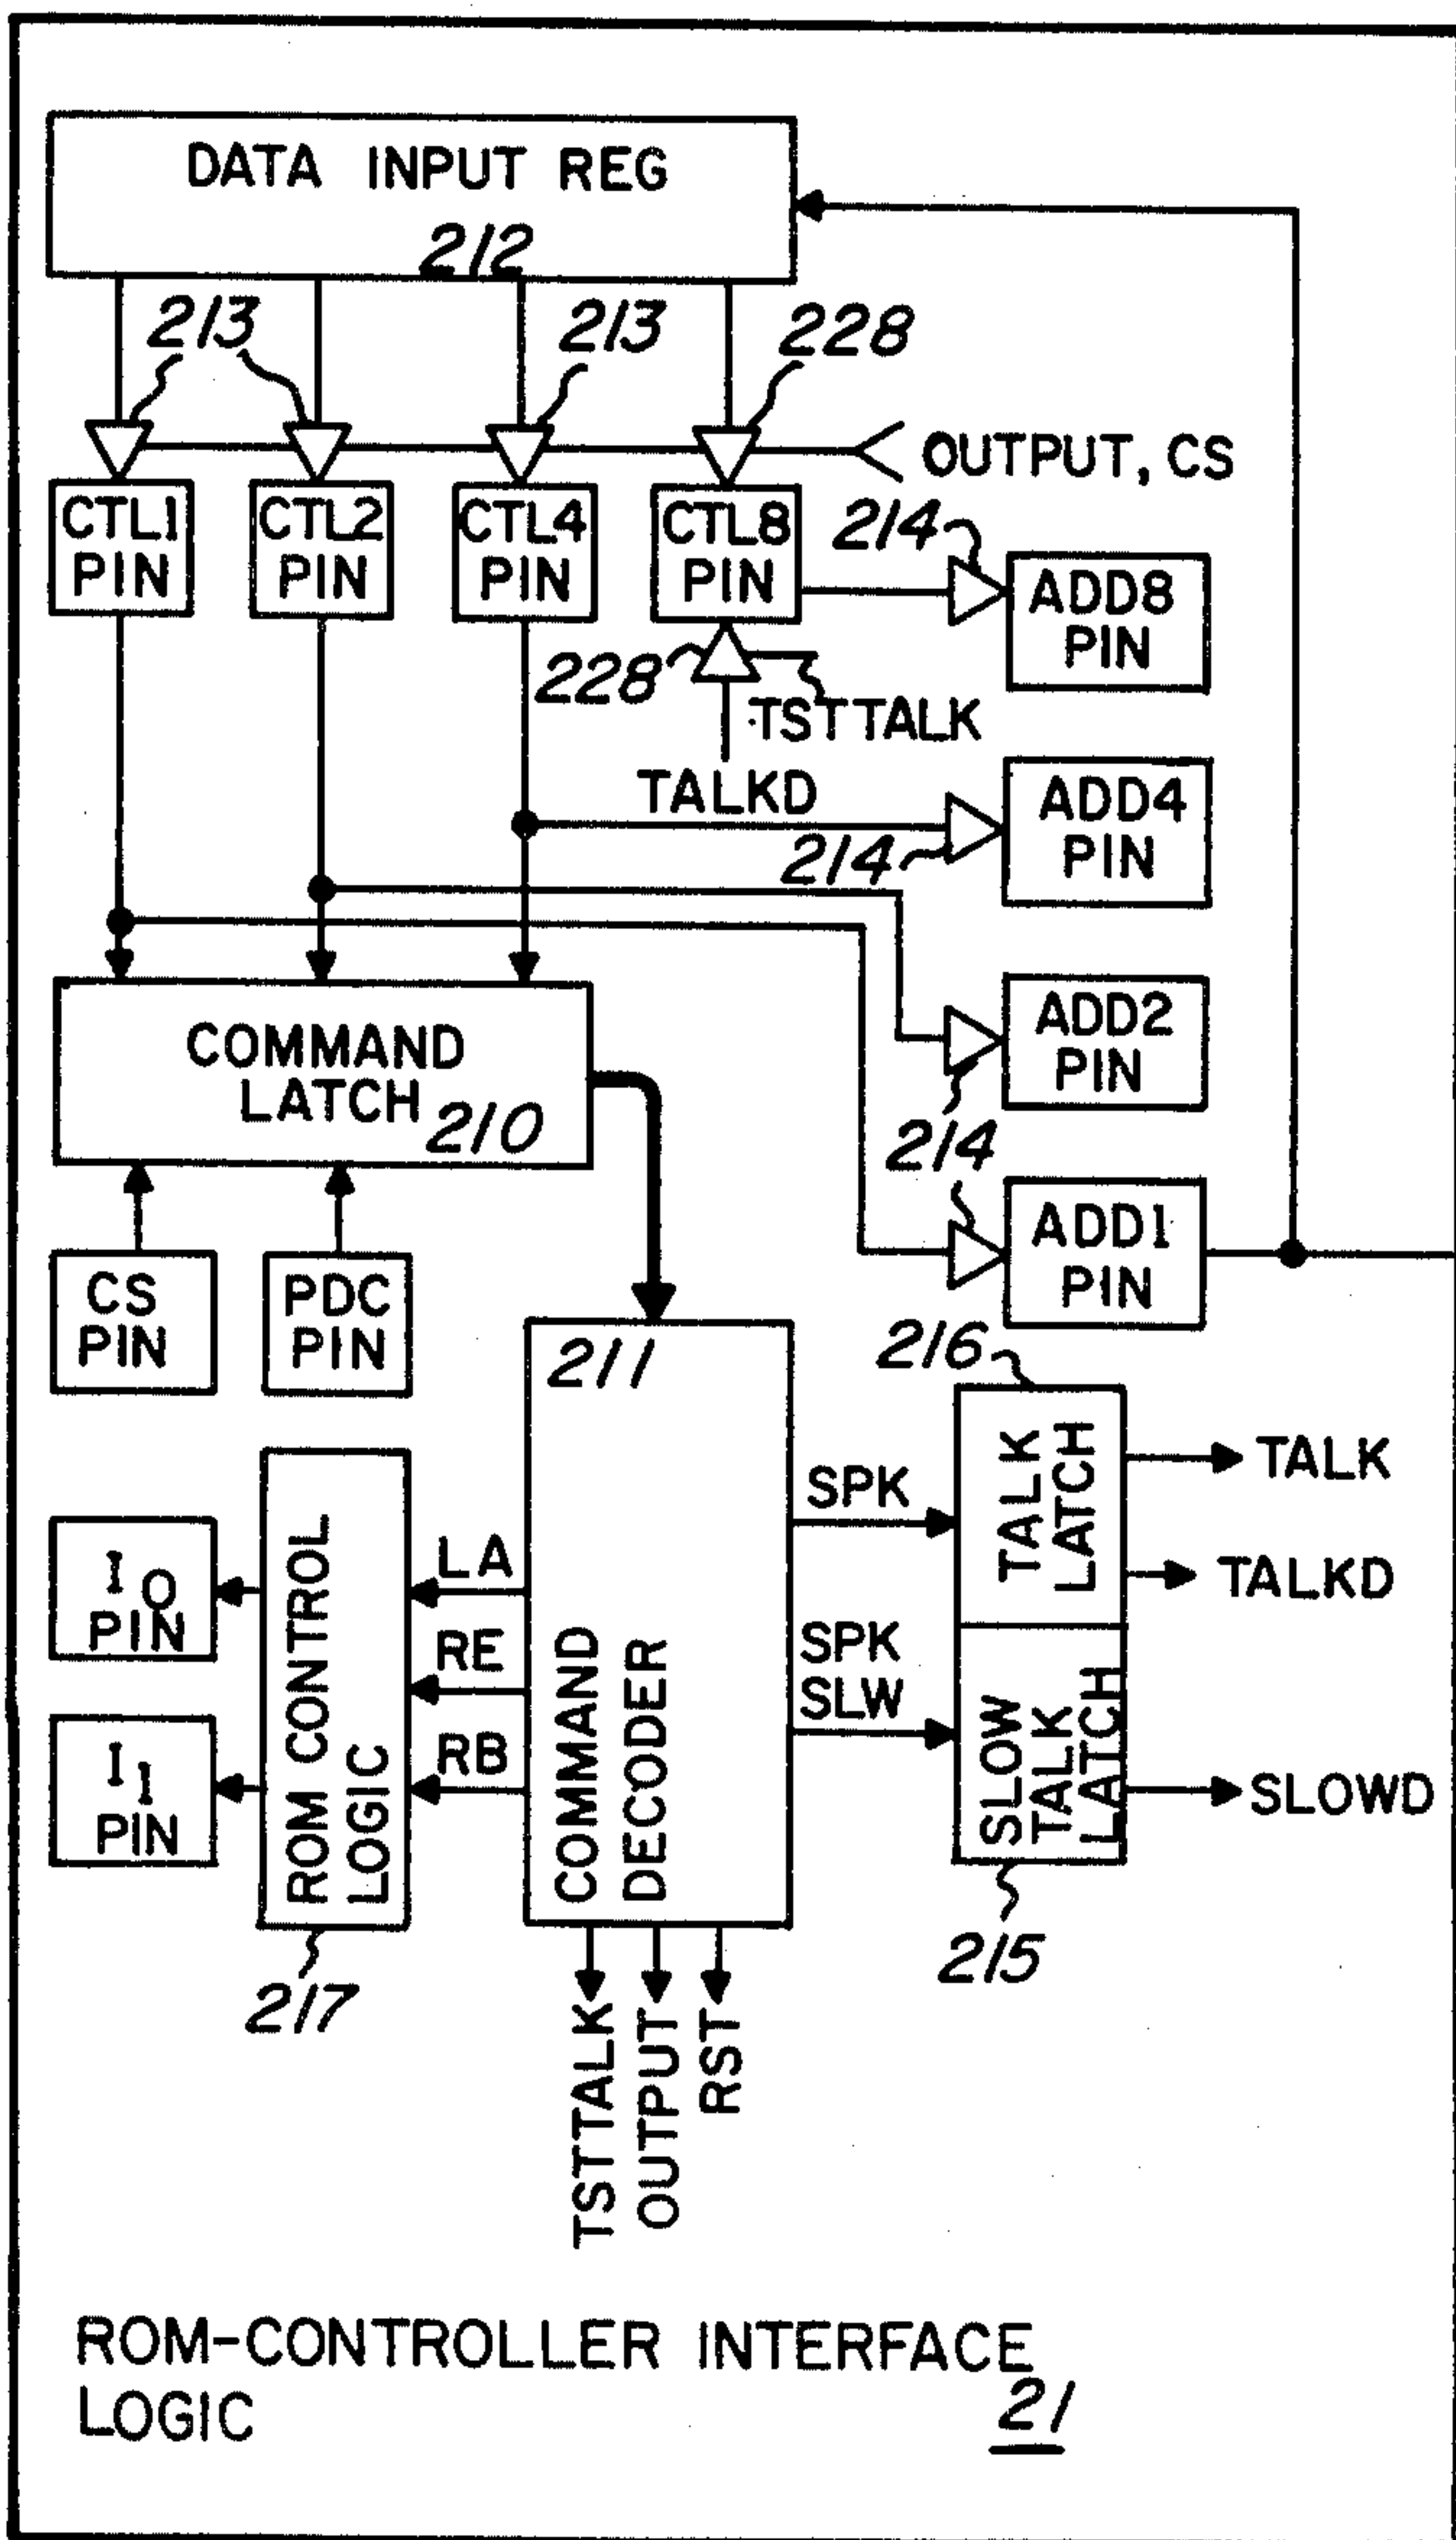 DATA INPUT REG
212
213
213
228
OUTPUT, CS
CTL1
PIN
CTL2
PIN
CTL4
PIN
CTL8
PIN
214
ADD8
PIN
228
TSTTALK
TALKD
ADD4
PIN
214
COMMAND
LATCH
210
ADD2
PIN
214
ADD1
PIN
CS
PIN
PDC
PIN
211
216
COMMAND
DECODER
SPK
TALK
LATCH
TALK
TALKD
LA
RE
RB
ROM CONTROL
LOGIC
I0
PIN
I1
PIN
SPK
SLW
SLOW
TALK
LATCH
SLOWD
217
215
TSTTALK
OUTPUT
RST
ROM-CONTROLLER INTERFACE
LOGIC
21